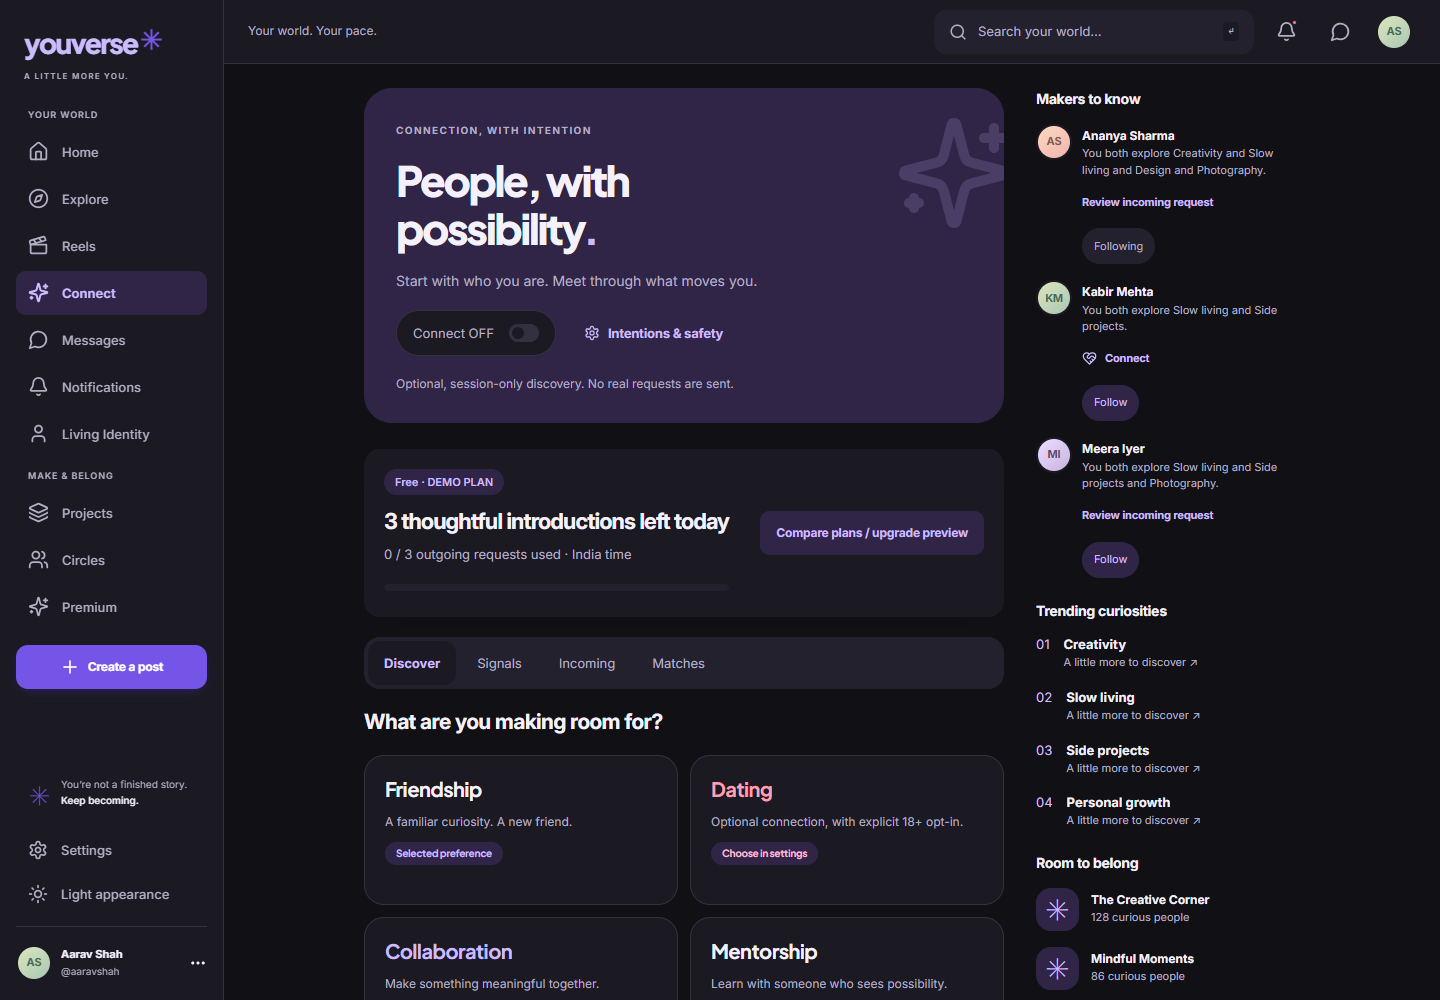 youverse
A LITTLE MORE YOU.
YOUR WORLD
Home
Explore
Reels
Connect
Messages
Notifications
Living Identity
MAKE & BELONG
Projects
Circles
Premium
Create a post
You're not a finished story.
Keep becoming.
Settings
Light appearance
AS
Aarav Shah
@aaravshah
Your world. Your pace.
Search your world...
AS
CONNECTION, WITH INTENTION
People, with
possibility.
Start with who you are. Meet through what moves you.
Connect OFF
Intentions & safety
Optional, session-only discovery. No real requests are sent.
Free · DEMO PLAN
3 thoughtful introductions left today
0 / 3 outgoing requests used · India time
Compare plans / upgrade preview
Discover
Signals
Incoming
Matches
What are you making room for?
Friendship
A familiar curiosity. A new friend.
Selected preference
Dating
Optional connection, with explicit 18+ opt-in.
Choose in settings
Collaboration
Make something meaningful together.
Mentorship
Learn with someone who sees possibility.
Makers to know
AS
Ananya Sharma
You both explore Creativity and Slow
living and Design and Photography.
Review incoming request
Following
KM
Kabir Mehta
You both explore Slow living and Side
projects.
Connect
Follow
MI
Meera Iyer
You both explore Slow living and Side
projects and Photography.
Review incoming request
Follow
Trending curiosities
01 Creativity
A little more to discover ↗
02 Slow living
A little more to discover ↗
03 Side projects
A little more to discover ↗
04 Personal growth
A little more to discover ↗
Room to belong
The Creative Corner
128 curious people
Mindful Moments
86 curious people